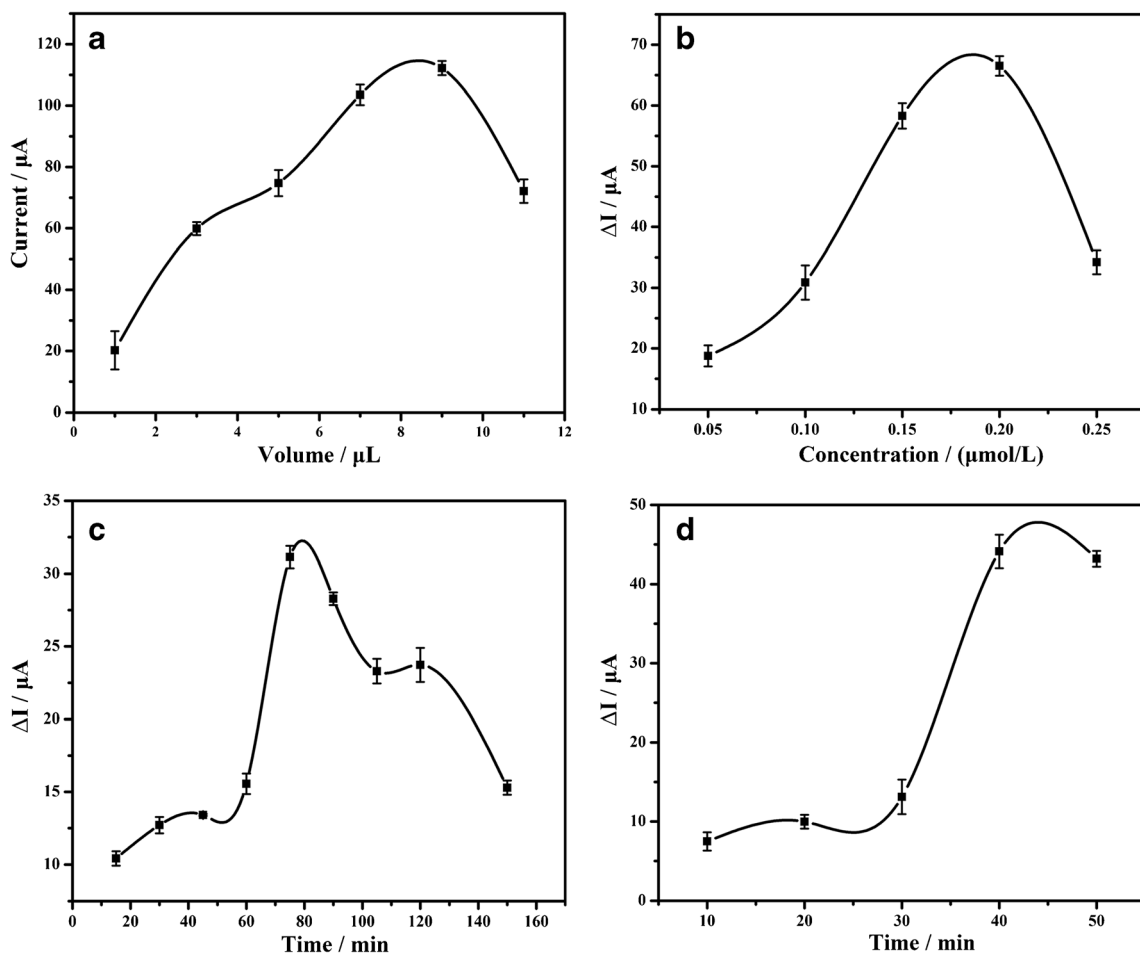 a
120
100
80
60
40
20
0
Current / μA
0 2 4 6 8 10 12
Volume / μL
b
70
60
50
40
30
20
10
ΔI / μA
0.05 0.10 0.15 0.20 0.25
Concentration / (μmol/L)
c
35
30
25
20
15
10
ΔI / μA
0 20 40 60 80 100 120 140 160
Time / min
d
50
40
30
20
10
0
ΔI / μA
10 20 30 40 50
Time / min